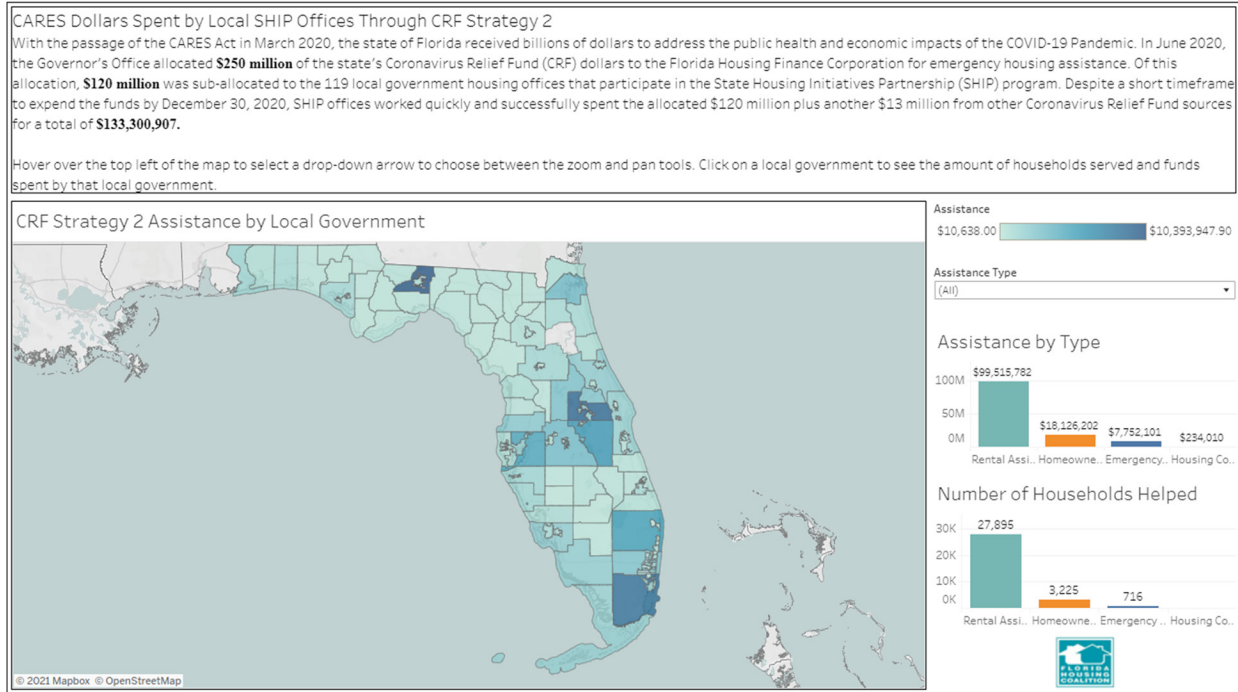 CARES Dollars Spent by Local SHIP Offices Through CRF Strategy 2
With the passage of the CARES Act in March 2020, the state of Florida received billions of dollars to address the public health and economic impacts of the COVID-19 Pandemic. In June 2020,
the Governor's Office allocated $250 million of the state's Coronavirus Relief Fund (CRF) dollars to the Florida Housing Finance Corporation for emergency housing assistance. Of this
allocation, $120 million was sub-allocated to the 119 local government housing offices that participate in the State Housing Initiatives Partnership (SHIP) program. Despite a short timeframe
to expend the funds by December 30, 2020, SHIP offices worked quickly and successfully spent the allocated $120 million plus another $13 million from other Coronavirus Relief Fund sources
for a total of $133,300,907.
Hover over the top left of the map to select a drop-down arrow to choose between the zoom and pan tools. Click on a local government to see the amount of households served and funds
spent by that local government.
CRF Strategy 2 Assistance by Local Government
© 2021 Mapbox © OpenStreetMap
Assistance
$10,638.00 $10,393,947.90
Assistance Type
(All)
Assistance by Type
$99,515,782
100M
50M
0M
$18,126,202
$7,752,101
$234,010
Rental Assi.. Homeowne.. Emergency.. Housing Co..
Number of Households Helped
27,895
30K
20K
10K
0K
3,225
716
Rental Assi.. Homeowne.. Emergency .. Housing Co..
FLORIDA
HOUSING
COALITION